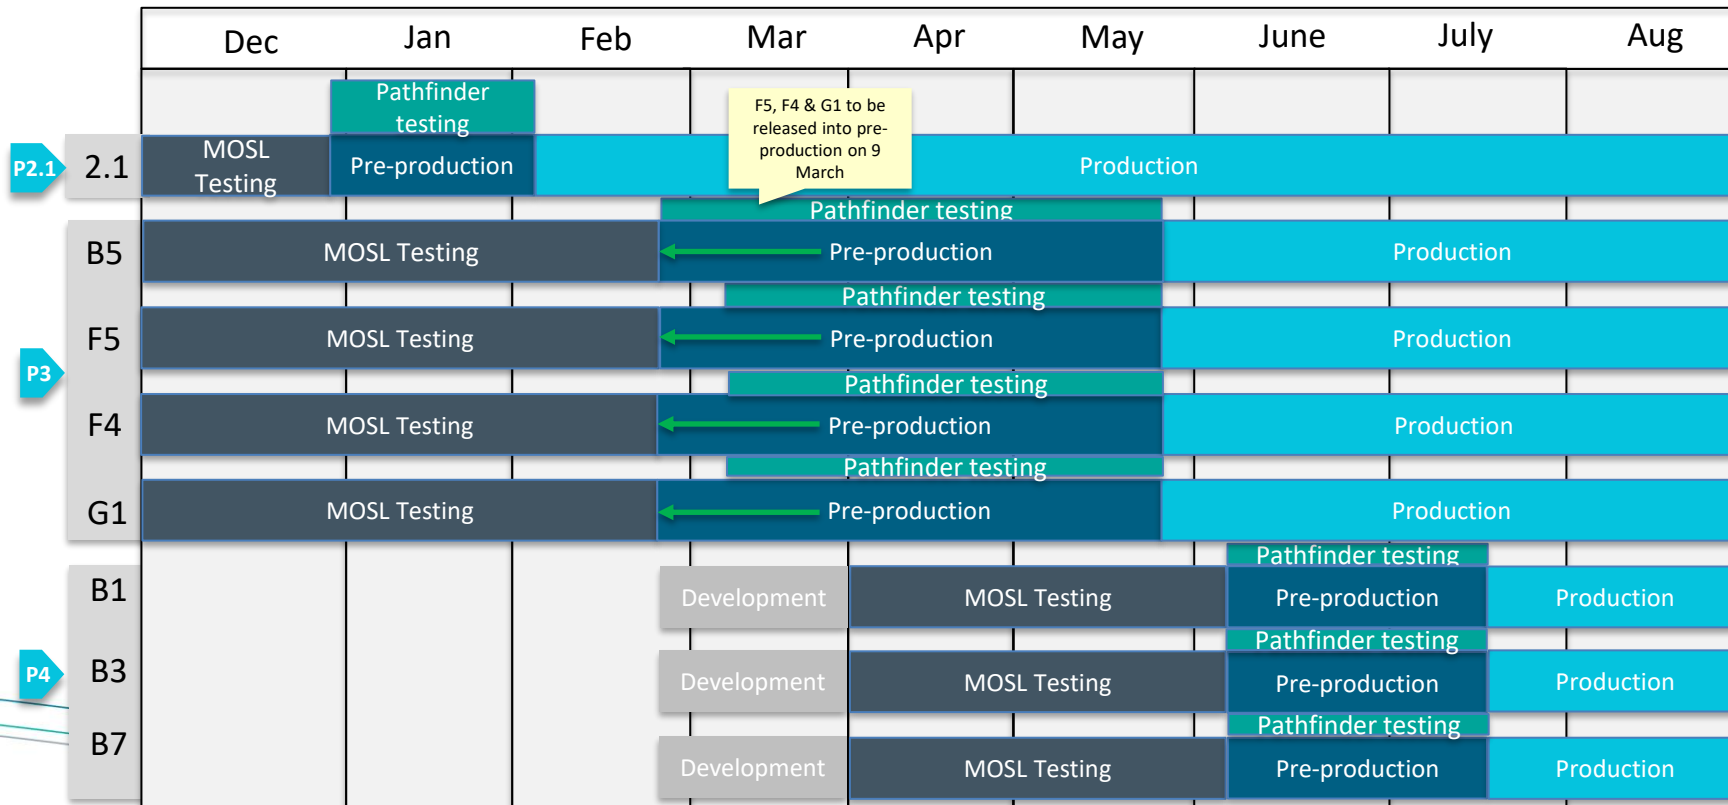 Dec Jan Feb Mar Apr May June July Aug
Pathfinder
testing
F5, F4 & G1 to be
released into pre-
production on 9
March
P2.1 2.1 MOSL
Testing
Pre-production Production
Pathfinder testing
B5 MOSL Testing Pre-production Production
Pathfinder testing
F5 MOSL Testing Pre-production Production
P3
Pathfinder testing
F4 MOSL Testing Pre-production Production
Pathfinder testing
G1 MOSL Testing Pre-production Production
Pathfinder testing
B1 Development MOSL Testing Pre-production Production
Pathfinder testing
P4 B3 Development MOSL Testing Pre-production Production
Pathfinder testing
B7 Development MOSL Testing Pre-production Production